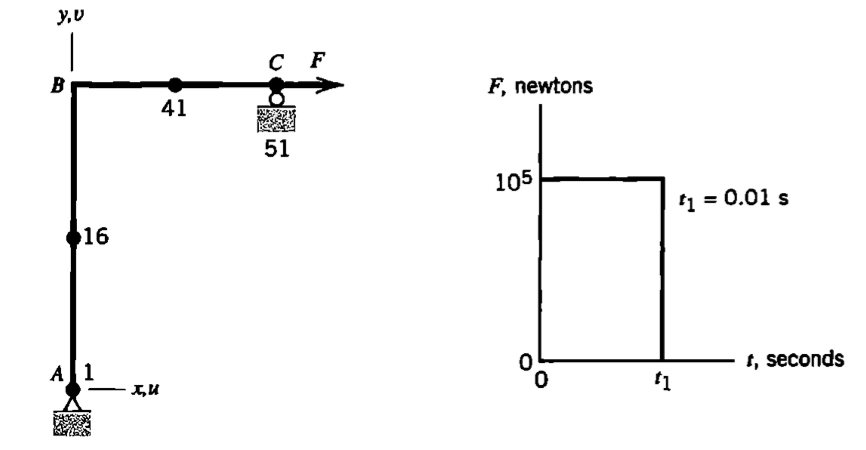 y,v
B
C
F
41
51
16
A
1
x,u
F, newtons
10⁵
t₁ = 0.01 s
0
0
t₁
t, seconds